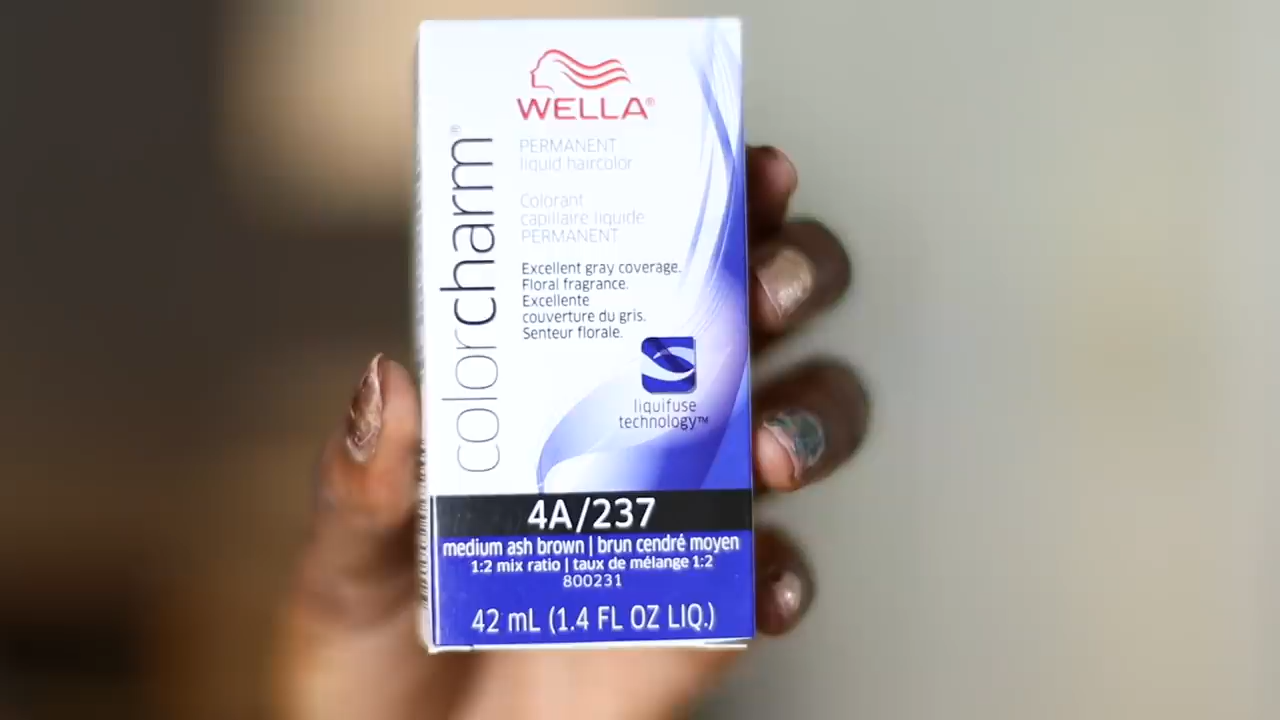 WELLA®
colorcharm®
PERMANENT
liquid haircolor
Colorant
capillaire liquide
PERMANENT
Excellent gray coverage.
Floral fragrance.
Excellente
couverture du gris.
Senteur florale.
liquifuse
technology™
4A/237
medium ash brown | brun cendré moyen
1:2 mix ratio | taux de mélange 1:2
800231
42 mL (1.4 FL OZ LIQ.)